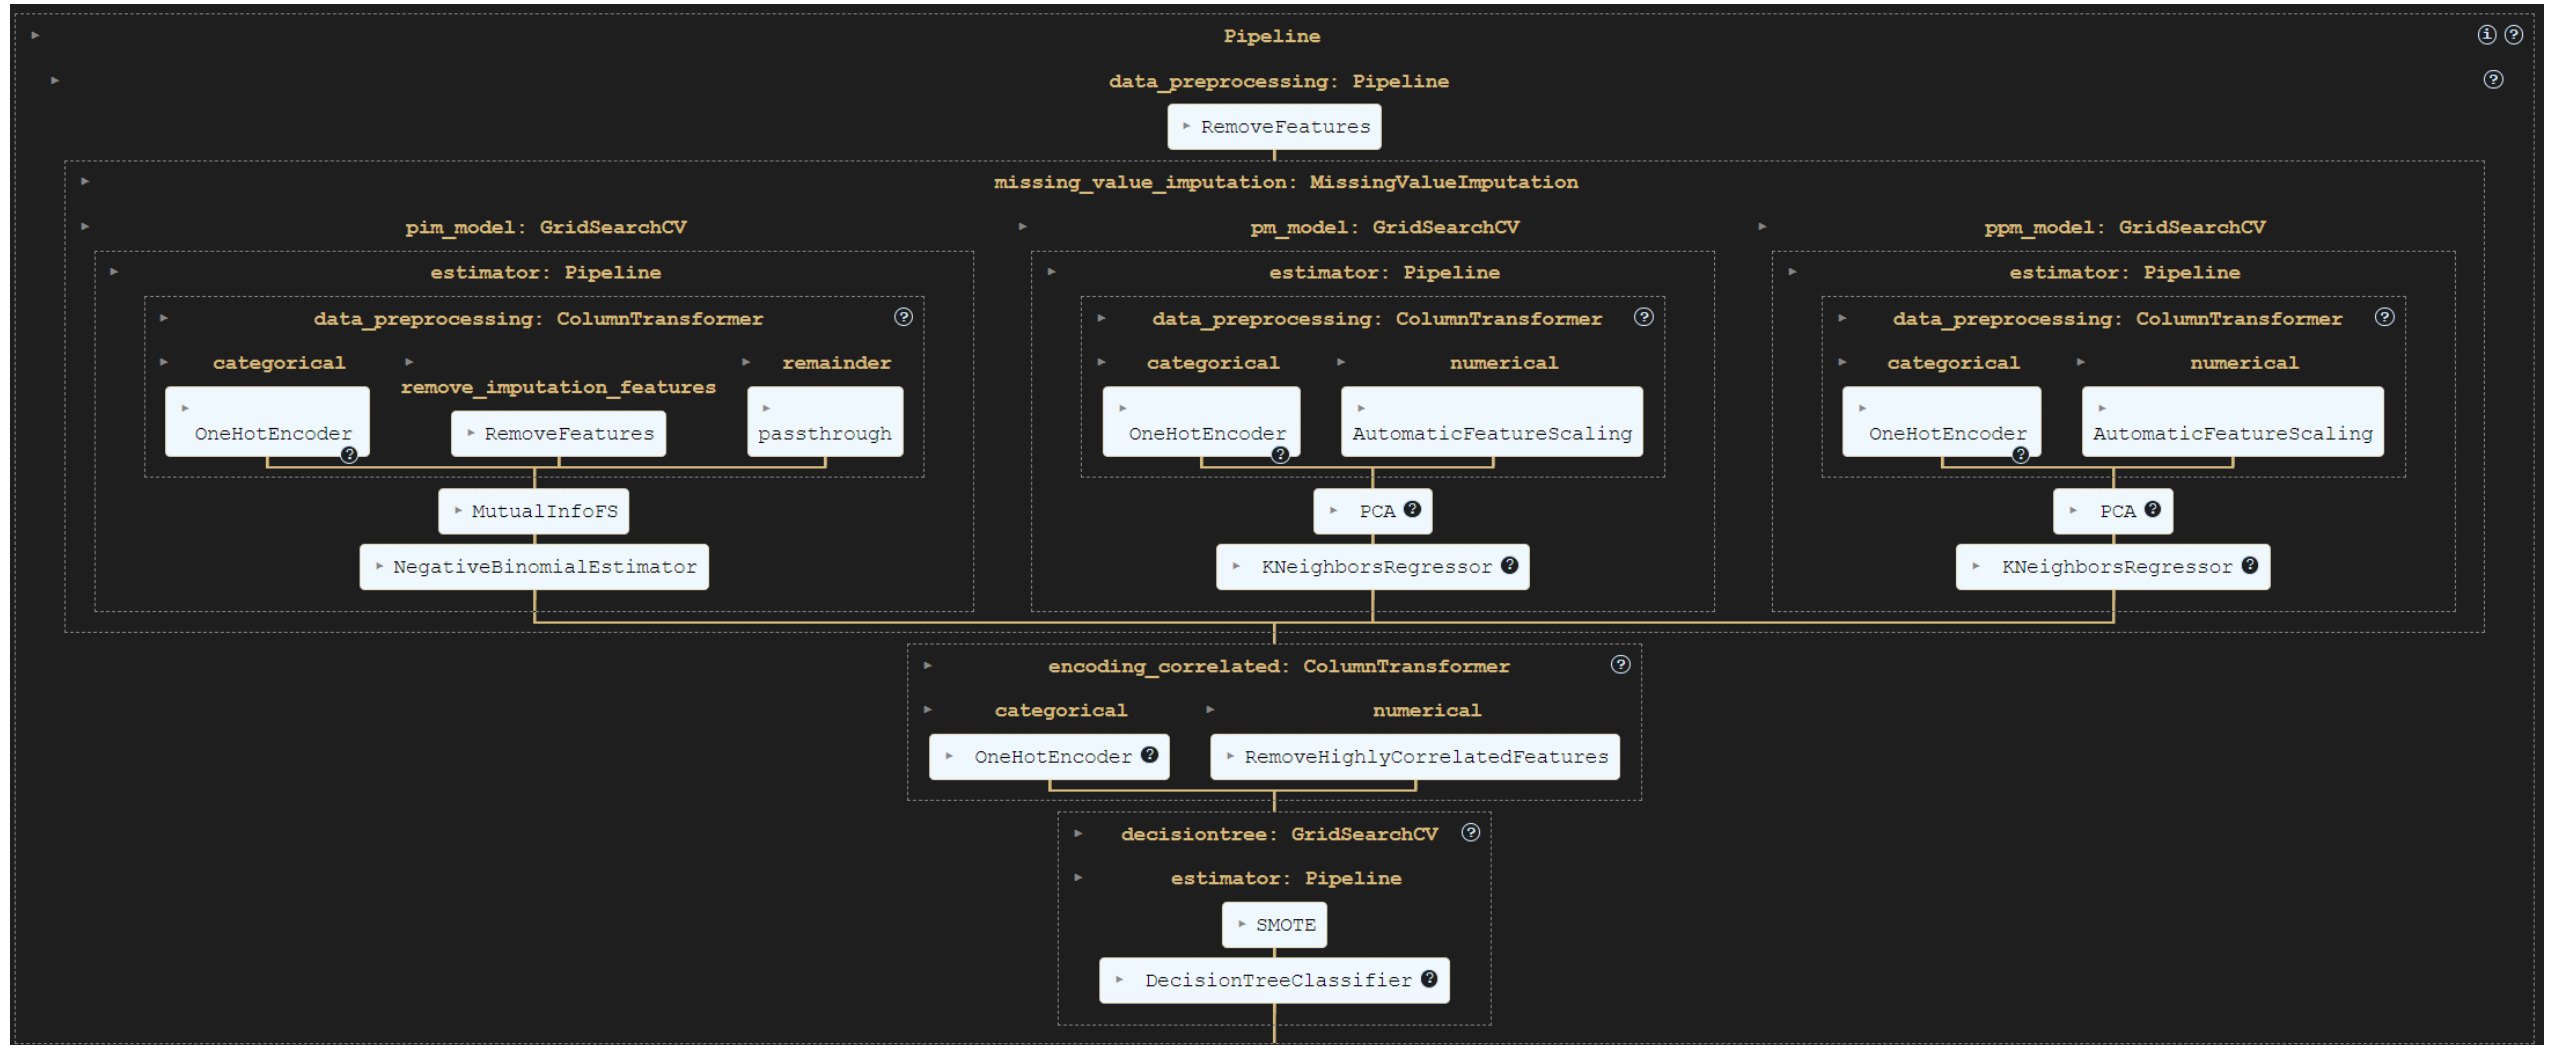 Pipeline
data_preprocessing: Pipeline
RemoveFeatures
missing_value_imputation: MissingValueImputation
pim_model: GridSearchCV
pm_model: GridSearchCV
ppm_model: GridSearchCV
estimator: Pipeline
estimator: Pipeline
estimator: Pipeline
data_preprocessing: ColumnTransformer
data_preprocessing: ColumnTransformer
data_preprocessing: ColumnTransformer
categorical
remove_imputation_features
remainder
categorical
numerical
categorical
numerical
OneHotEncoder
RemoveFeatures
passthrough
OneHotEncoder
AutomaticFeatureScaling
OneHotEncoder
AutomaticFeatureScaling
MutualInfoFS
PCA
PCA
NegativeBinomialEstimator
KNeighborsRegressor
KNeighborsRegressor
encoding_correlated: ColumnTransformer
categorical
numerical
OneHotEncoder
RemoveHighlyCorrelatedFeatures
decisiontree: GridSearchCV
estimator: Pipeline
SMOTE
DecisionTreeClassifier